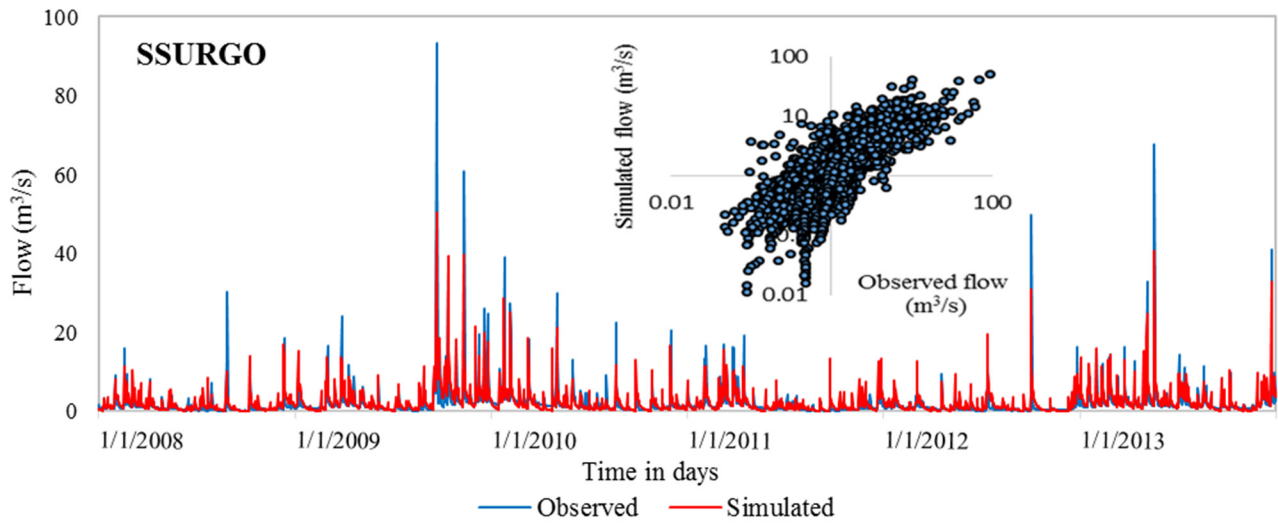 SSURGO
Flow (m³/s)
100
80
60
40
20
0
1/1/2008
1/1/2009
1/1/2010
1/1/2011
1/1/2012
1/1/2013
Time in days
Observed
Simulated
Simulated flow (m³/s)
100
10
0.01
0.01
100
Observed flow
(m³/s)